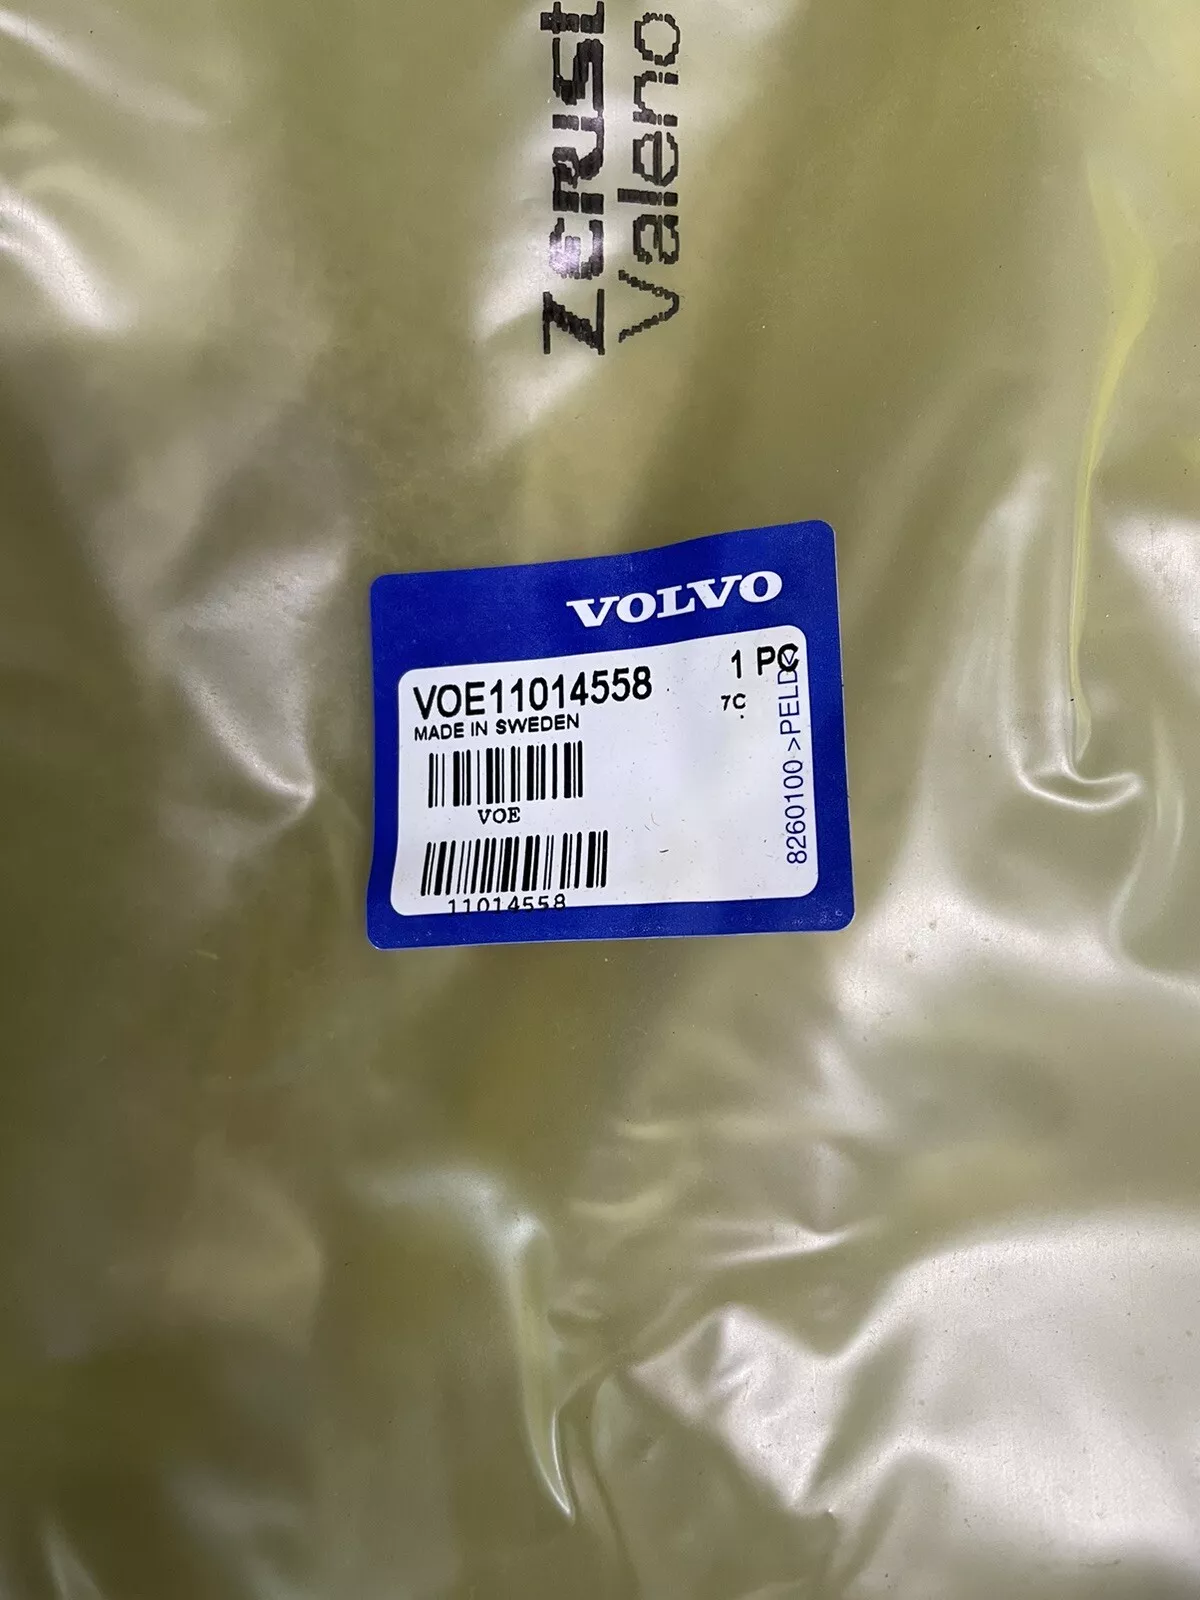 Zerust
Valeno
VOLVO
VOE11014558
1 PC
MADE IN SWEDEN
7C
VOE
11014558
8260100 >PELD<